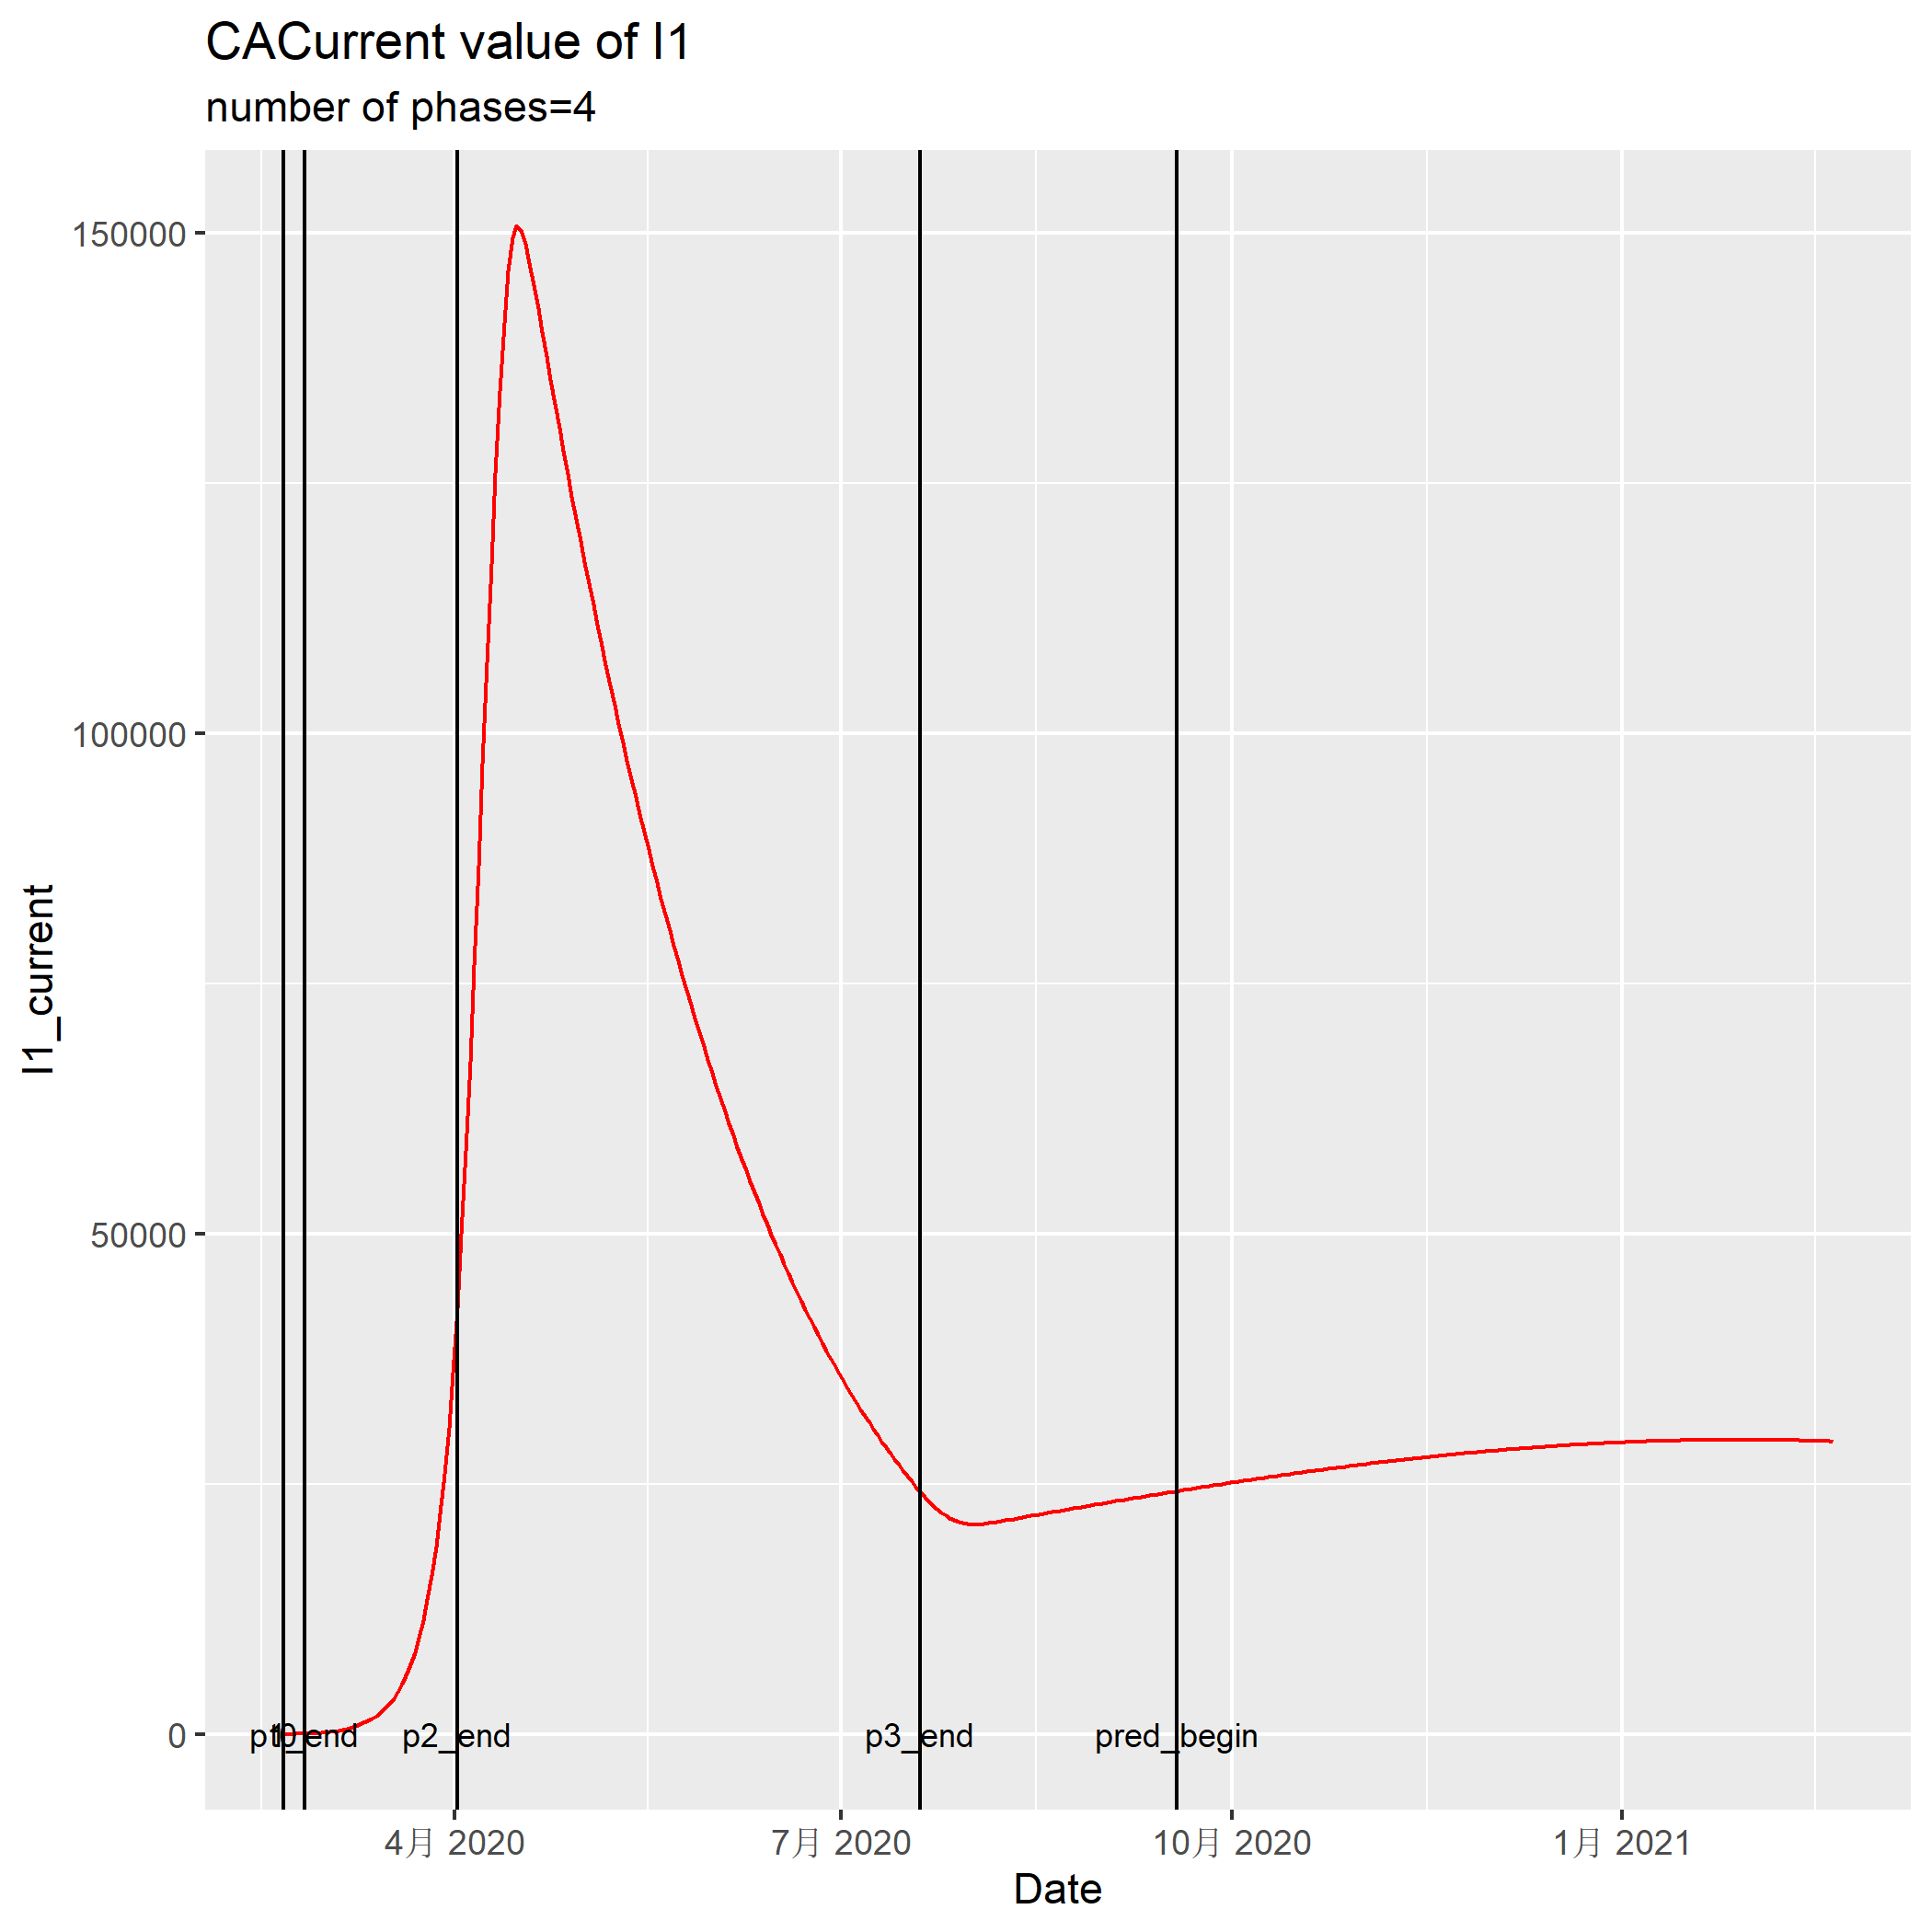 CACurrent value of I1
number of phases=4
I1_current
150000
100000
50000
0
p2_end
p3_end
pred_begin
4月 2020
7月 2020
10月 2020
1月 2021
Date